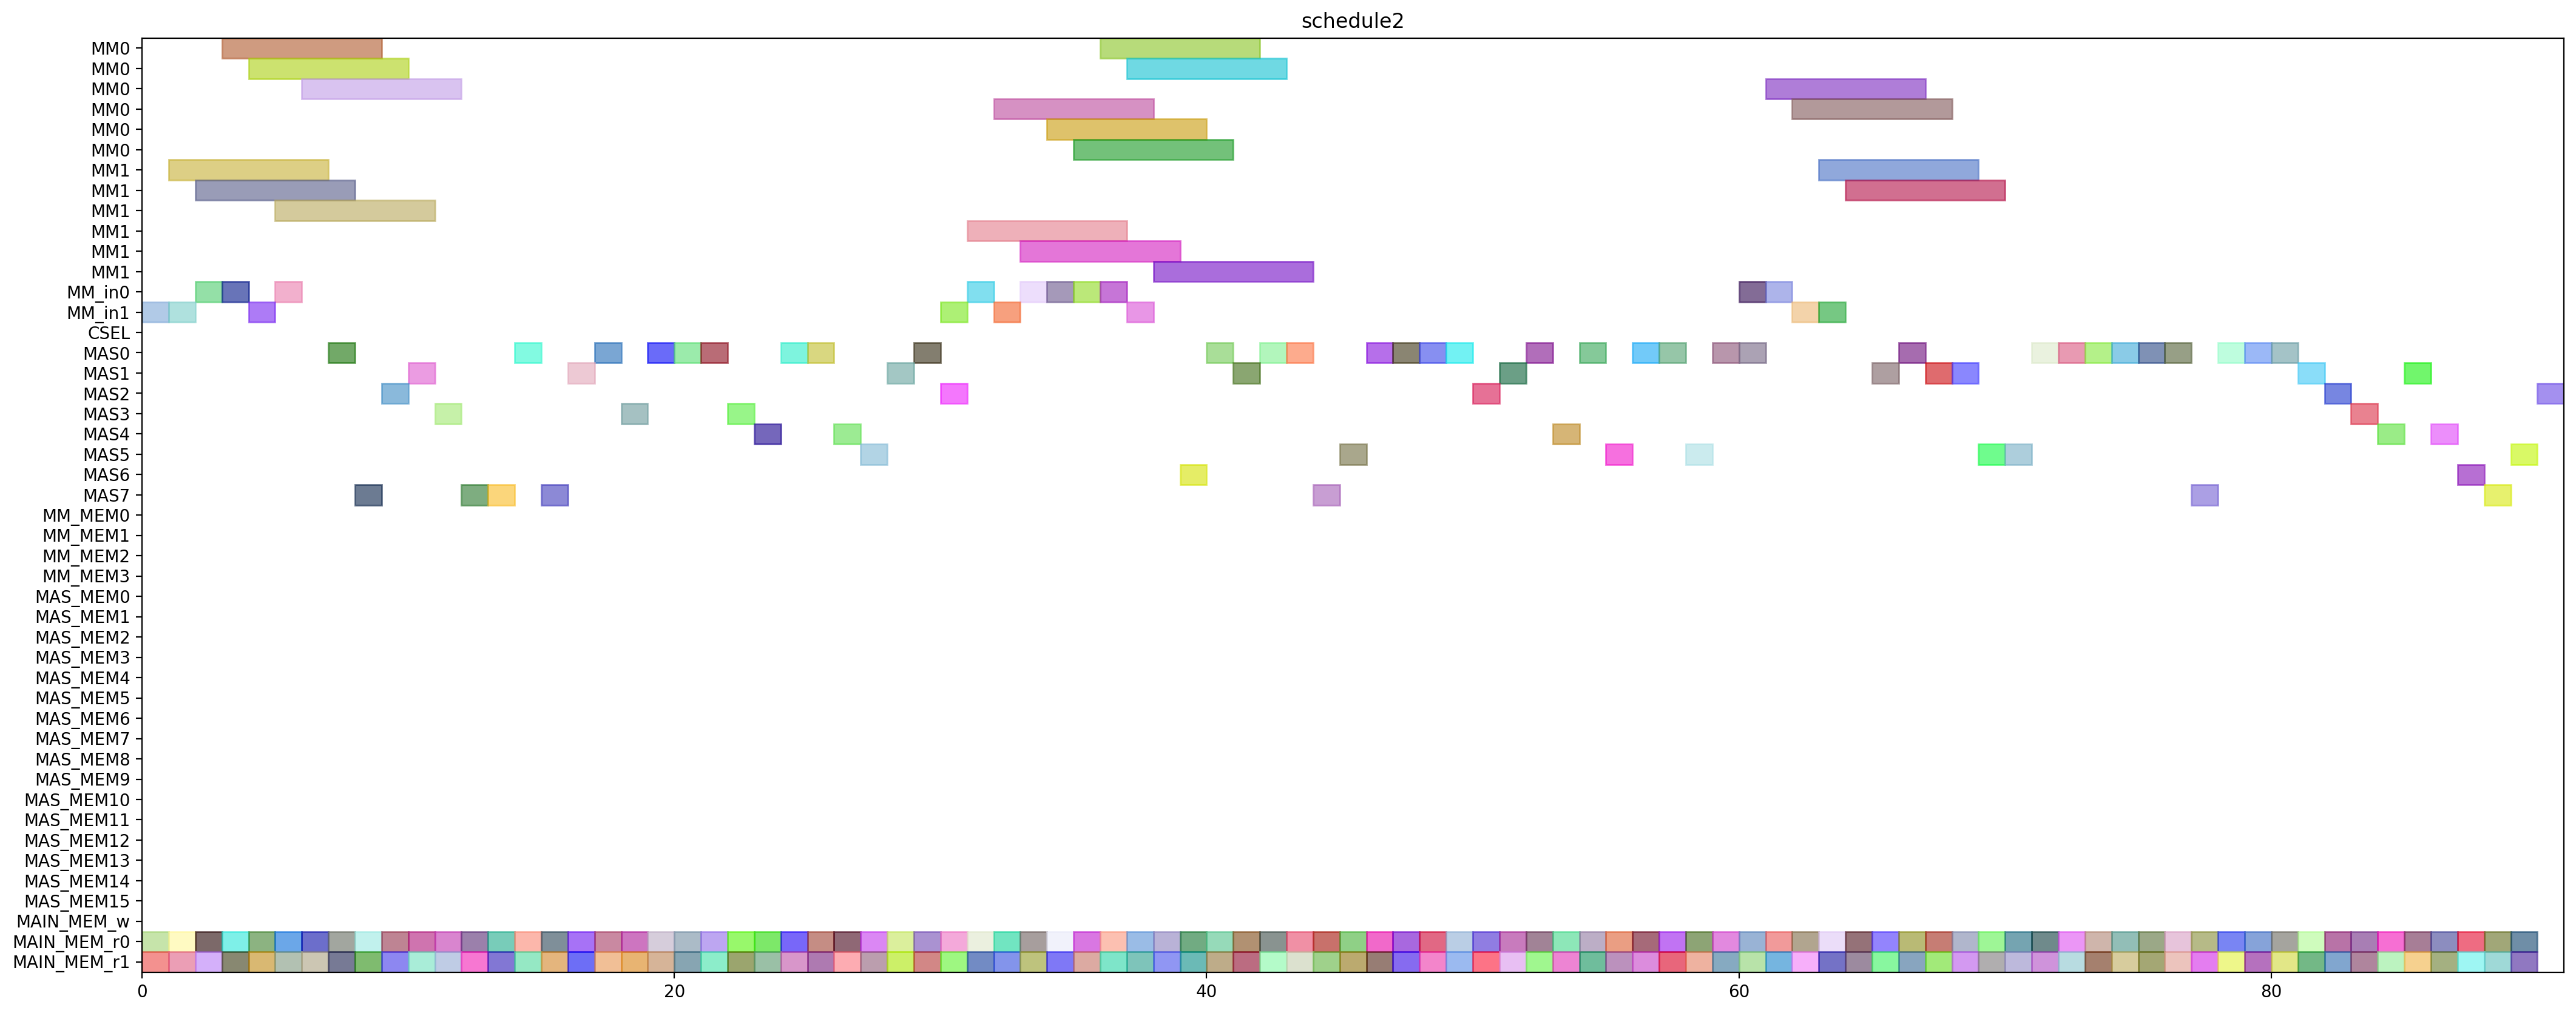 schedule2
MM0
MM0
MM0
MM0
MM0
MM0
MM1
MM1
MM1
MM1
MM1
MM1
MM_in0
MM_in1
CSEL
MAS0
MAS1
MAS2
MAS3
MAS4
MAS5
MAS6
MAS7
MM_MEM0
MM_MEM1
MM_MEM2
MM_MEM3
MAS_MEM0
MAS_MEM1
MAS_MEM2
MAS_MEM3
MAS_MEM4
MAS_MEM5
MAS_MEM6
MAS_MEM7
MAS_MEM8
MAS_MEM9
MAS_MEM10
MAS_MEM11
MAS_MEM12
MAS_MEM13
MAS_MEM14
MAS_MEM15
MAIN_MEM_w
MAIN_MEM_r0
MAIN_MEM_r1
0 20 40 60 80